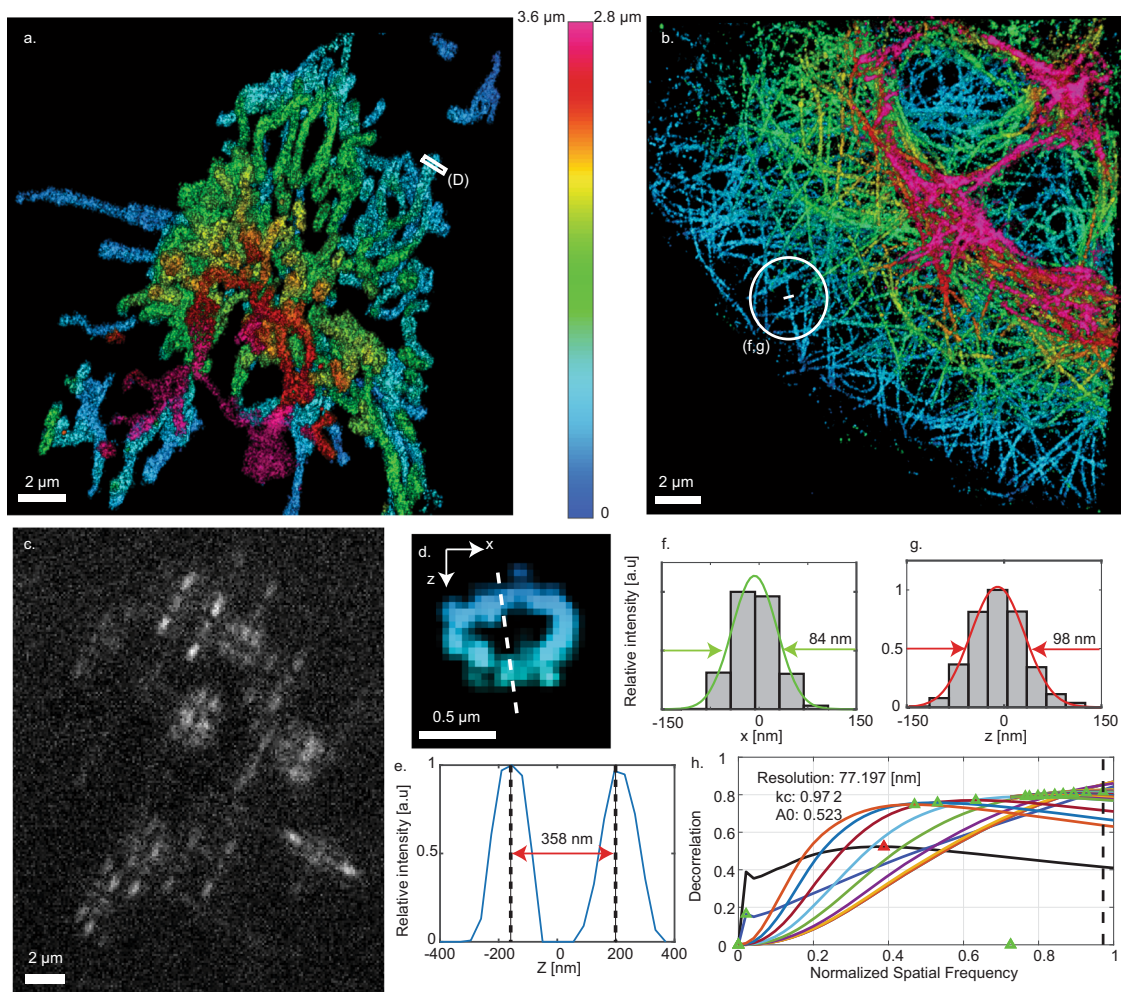 a.
3.6 µm
2.8 µm
b.
(D)
(f,g)
2 µm
0
2 µm
c.
2 µm
d.
x
z
0.5 µm
e.
Relative intensity [a.u]
1
0.5
0
358 nm
-400
-200
0
200
400
Z [nm]
f.
Relative intensity [a.u]
84 nm
-150
0
150
x [nm]
g.
1
0.5
0
98 nm
-150
0
150
z [nm]
h.
Decorrelation
1
0.8
0.6
0.4
0.2
0
Resolution: 77.197 [nm]
kc: 0.97 2
A0: 0.523
0
0.2
0.4
0.6
0.8
1
Normalized Spatial Frequency